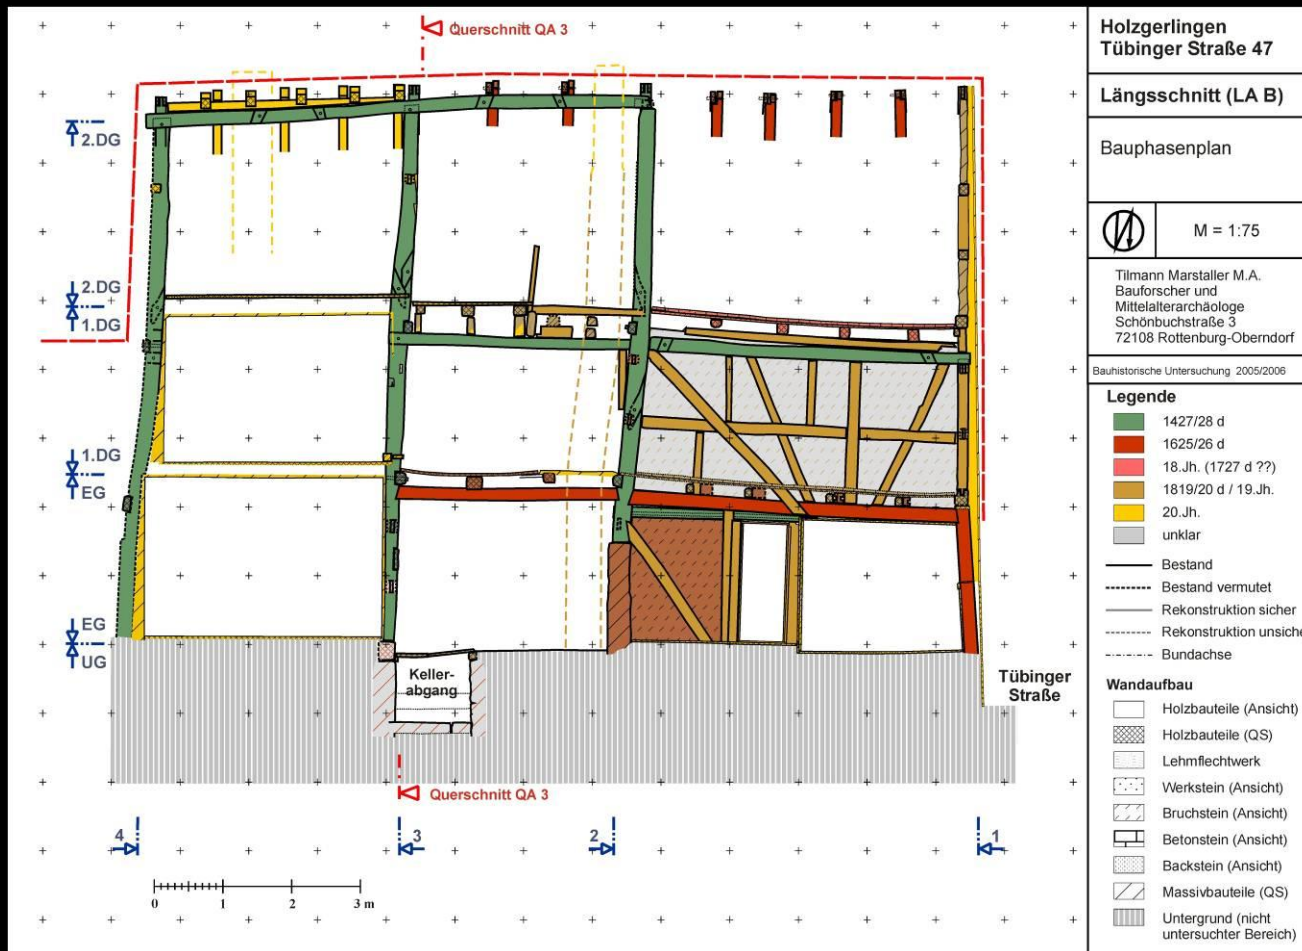 Querschnitt QA 3
2.DG
2.DG
1.DG
1.DG
EG
EG
UG
Keller-
abgang
Tübinger
Straße
Querschnitt QA 3
4
3
2
1
0
1
2
3 m
Holzgerlingen
Tübinger Straße 47
Längsschnitt (LA B)
Bauphasenplan
M = 1:75
Tilmann Marstaller M.A.
Bauforscher und
Mittelalterarchäologe
Schönbuchstraße 3
72108 Rottenburg-Oberndorf
Bauhistorische Untersuchung 2005/2006
Legende
1427/28 d
1625/26 d
18.Jh. (1727 d ??)
1819/20 d / 19.Jh.
20.Jh.
unklar
Bestand
Bestand vermutet
Rekonstruktion sicher
Rekonstruktion unsiche
Bundachse
Wandaufbau
Holzbauteile (Ansicht)
Holzbauteile (QS)
Lehmflechtwerk
Werkstein (Ansicht)
Bruchstein (Ansicht)
Betonstein (Ansicht)
Backstein (Ansicht)
Massivbauteile (QS)
Untergrund (nicht
untersuchter Bereich)